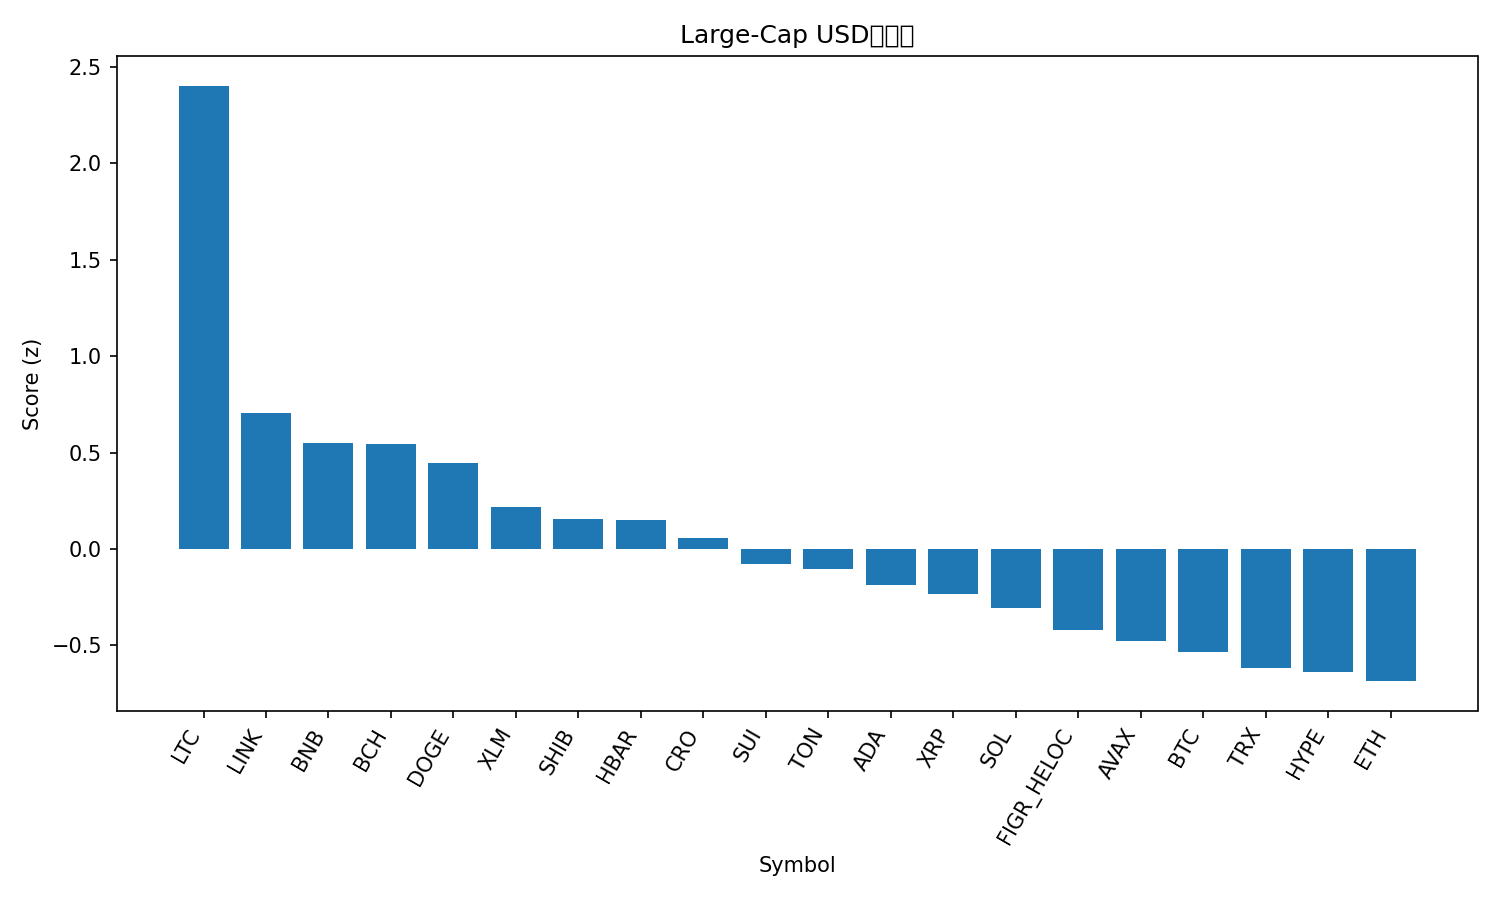 Large-Cap USD
2.5
2.0
1.5
1.0
0.5
0.0
−0.5
Score (z)
LTC
LINK
BNB
BCH
DOGE
XLM
SHIB
HBAR
CRO
SUI
TON
ADA
XRP
SOL
FIGR_HELOC
AVAX
BTC
TRX
HYPE
ETH
Symbol